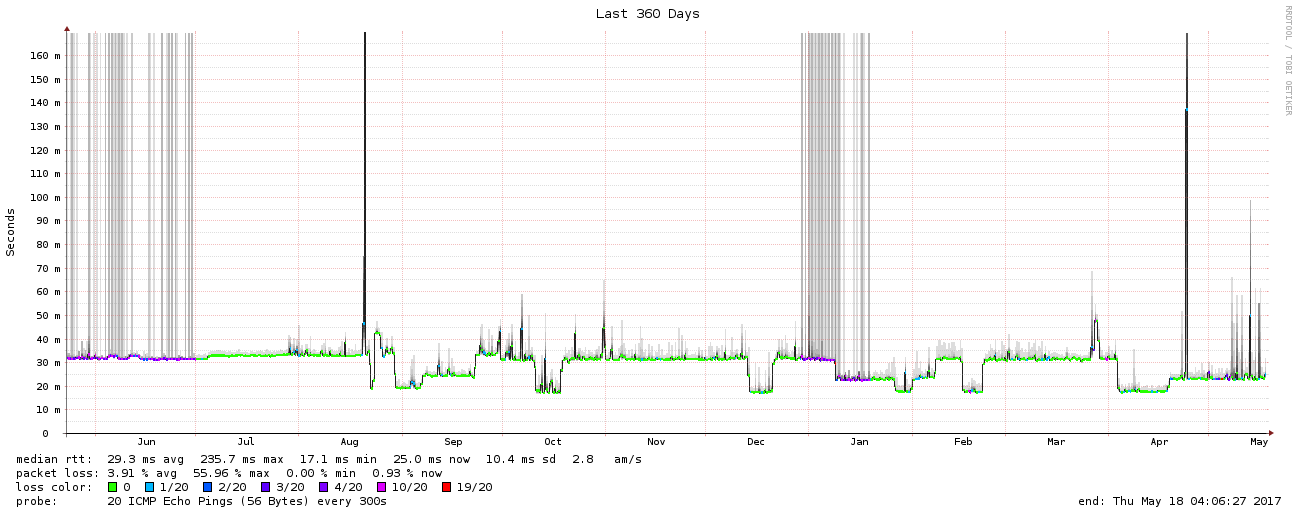 Last 360 Days
RRDTOOL / TOBI OETIKER
Seconds
160 m
150 m
140 m
130 m
120 m
110 m
100 m
90 m
80 m
70 m
60 m
50 m
40 m
30 m
20 m
10 m
0
Jun Jul Aug Sep Oct Nov Dec Jan Feb Mar Apr May
median rtt: 29.3 ms avg 235.7 ms max 17.1 ms min 25.0 ms now 10.4 ms sd 2.8 am/s
packet loss: 3.91 % avg 55.96 % max 0.00 % min 0.93 % now
loss color: 0 1/20 2/20 3/20 4/20 10/20 19/20
probe: 20 ICMP Echo Pings (56 Bytes) every 300s end: Thu May 18 04:06:27 2017